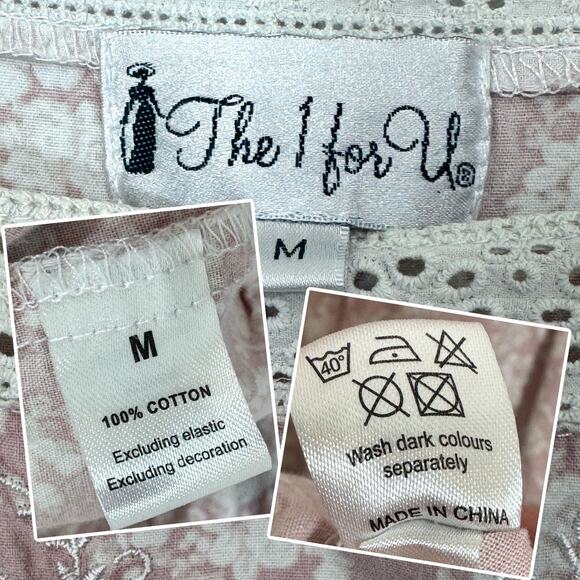 The 1 for U®
M
M
100% COTTON
Excluding elastic
Excluding decoration
40°
Wash dark colours
separately
MADE IN CHINA